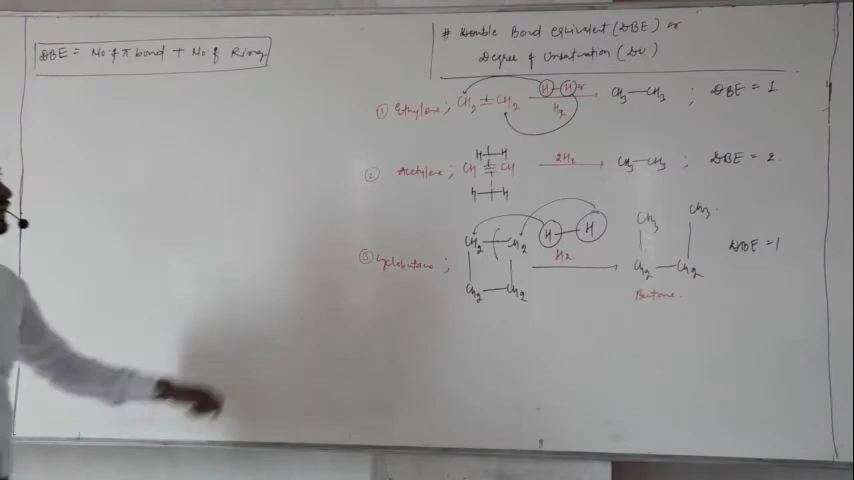 DBE = No. of π bond + No. of Ring
# Double Bond equivalent (DBE) or
Degree of Unsaturation (DU)
① Ethylene; CH2 = CH2 H—H H2 CH3—CH3 ; DBE = 1
② Acetylene; CH ≡ CH 2H2 CH3—CH3 ; DBE = 2
H—H
H—H
③ Cyclobutane; CH2—CH2 H—H H2 CH3 CH3 DBE = 1
CH2—CH2 CH2—CH2
Butane.